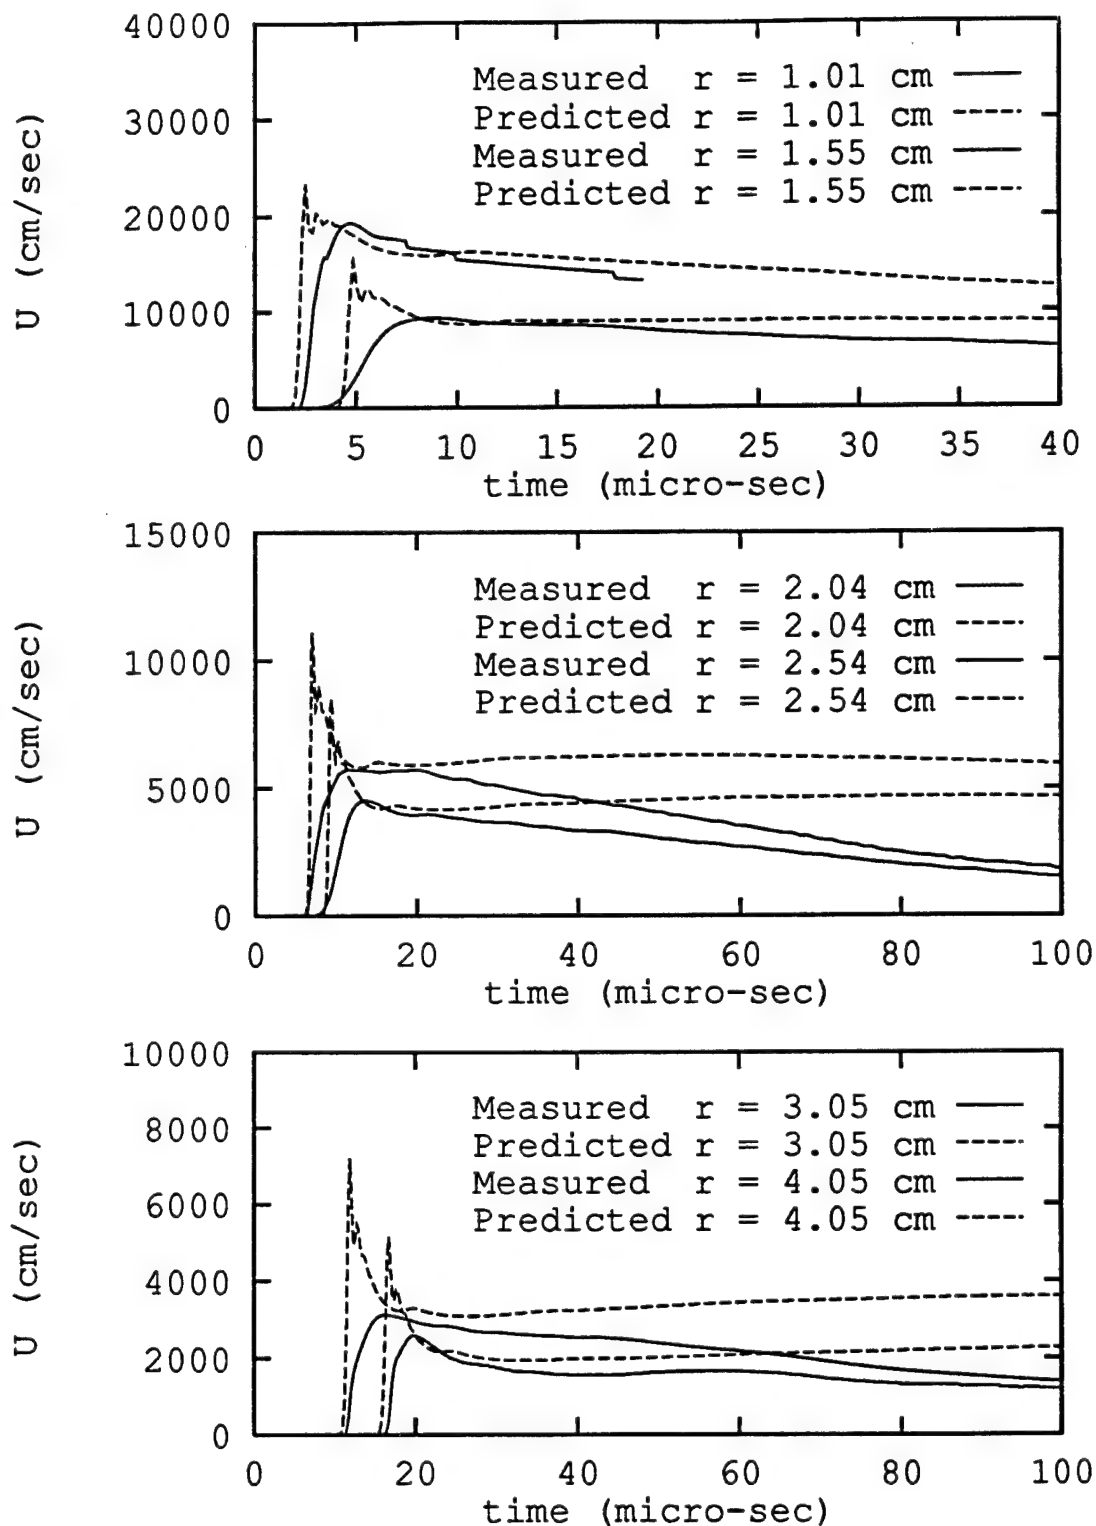 40000
30000
20000
10000
0
U (cm/sec)
Measured r = 1.01 cm
Predicted r = 1.01 cm
Measured r = 1.55 cm
Predicted r = 1.55 cm
0 5 10 15 20 25 30 35 40
time (micro-sec)
15000
10000
5000
0
U (cm/sec)
Measured r = 2.04 cm
Predicted r = 2.04 cm
Measured r = 2.54 cm
Predicted r = 2.54 cm
0 20 40 60 80 100
time (micro-sec)
10000
8000
6000
4000
2000
0
U (cm/sec)
Measured r = 3.05 cm
Predicted r = 3.05 cm
Measured r = 4.05 cm
Predicted r = 4.05 cm
0 20 40 60 80 100
time (micro-sec)